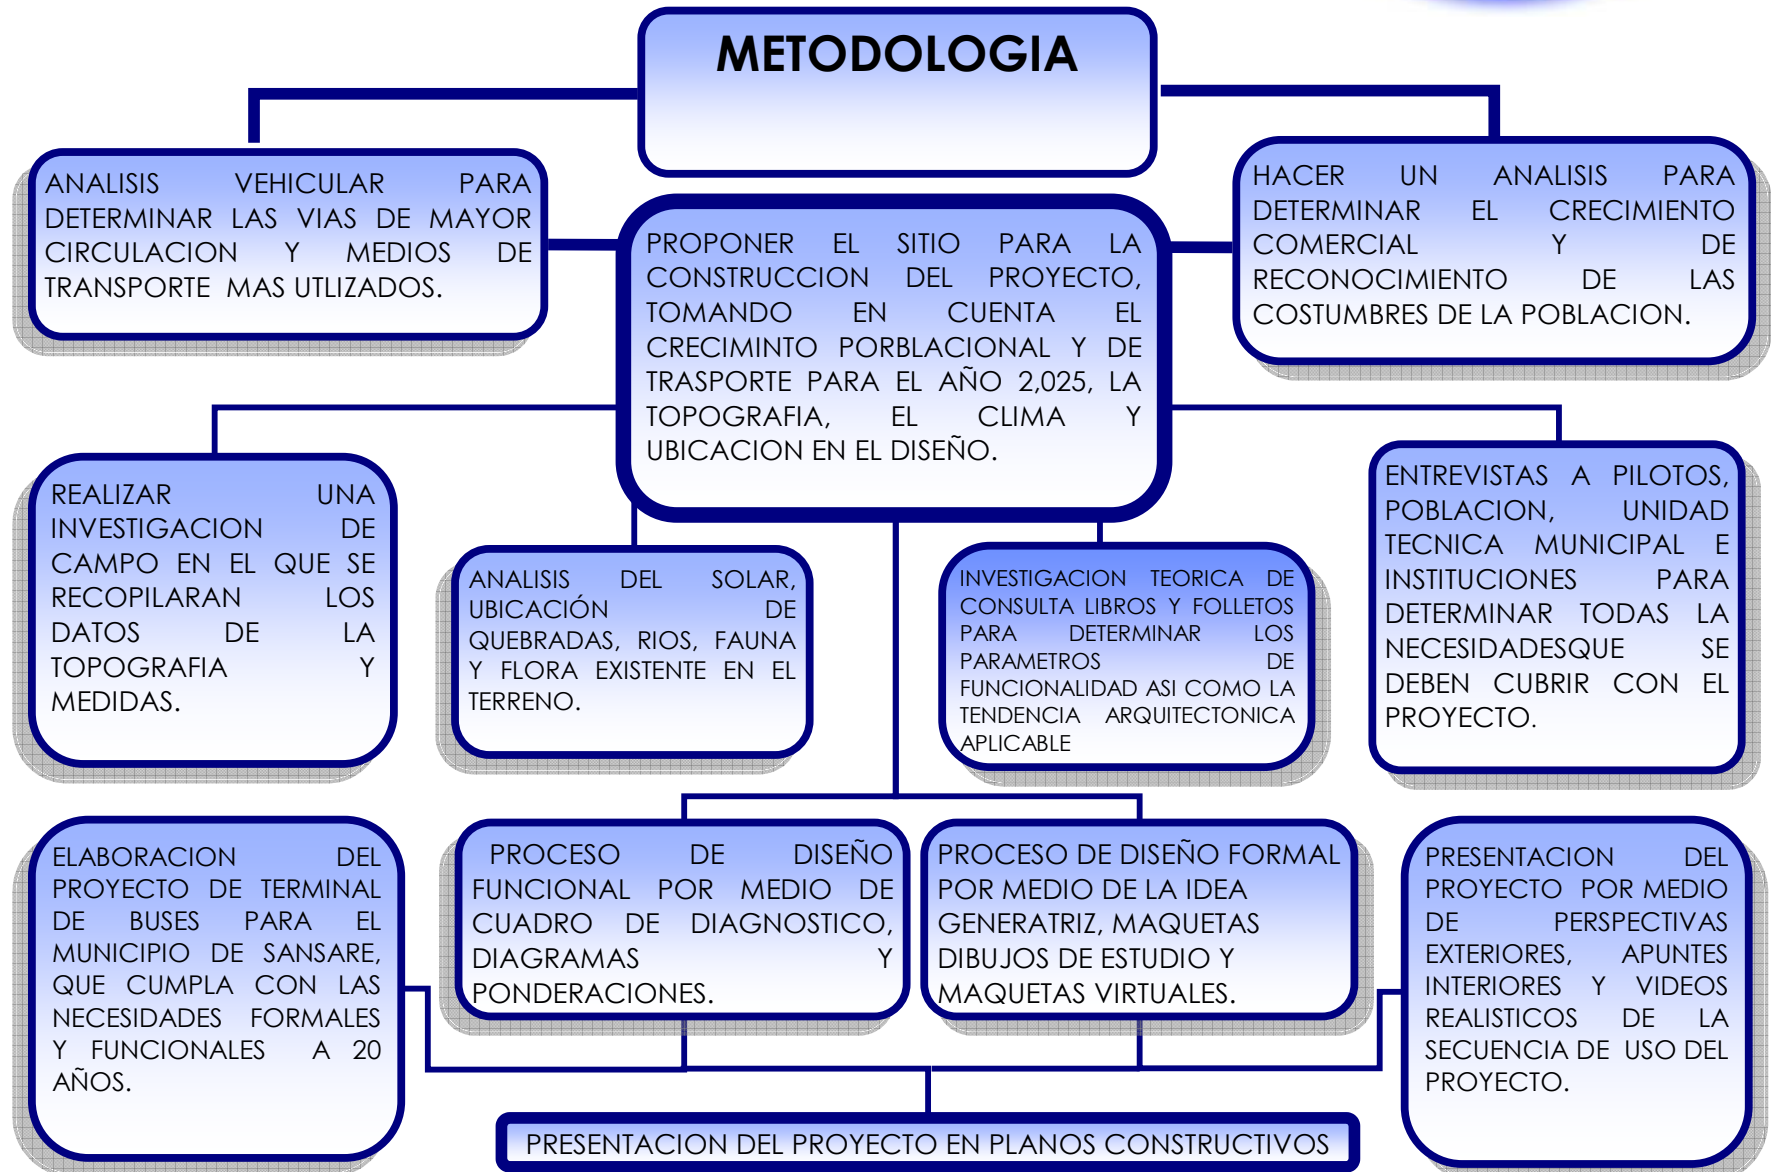 METODOLOGIA
ANALISIS VEHICULAR PARA
DETERMINAR LAS VIAS DE MAYOR
CIRCULACION Y MEDIOS DE
TRANSPORTE MAS UTLIZADOS.
HACER UN ANALISIS PARA
DETERMINAR EL CRECIMIENTO
COMERCIAL Y DE
RECONOCIMIENTO DE LAS
COSTUMBRES DE LA POBLACION.
PROPONER EL SITIO PARA LA
CONSTRUCCION DEL PROYECTO,
TOMANDO EN CUENTA EL
CRECIMINTO PORBLACIONAL Y DE
TRASPORTE PARA EL AÑO 2,025, LA
TOPOGRAFIA, EL CLIMA Y
UBICACION EN EL DISEÑO.
REALIZAR UNA
INVESTIGACION DE
CAMPO EN EL QUE SE
RECOPILARAN LOS
DATOS DE LA
TOPOGRAFIA Y
MEDIDAS.
ANALISIS DEL SOLAR,
UBICACIÓN DE
QUEBRADAS, RIOS, FAUNA
Y FLORA EXISTENTE EN EL
TERRENO.
INVESTIGACION TEORICA DE
CONSULTA LIBROS Y FOLLETOS
PARA DETERMINAR LOS
PARAMETROS DE
FUNCIONALIDAD ASI COMO LA
TENDENCIA ARQUITECTONICA
APLICABLE
ENTREVISTAS A PILOTOS,
POBLACION, UNIDAD
TECNICA MUNICIPAL E
INSTITUCIONES PARA
DETERMINAR TODAS LA
NECESIDADESQUE SE
DEBEN CUBRIR CON EL
PROYECTO.
ELABORACION DEL
PROYECTO DE TERMINAL
DE BUSES PARA EL
MUNICIPIO DE SANSARE,
QUE CUMPLA CON LAS
NECESIDADES FORMALES
Y FUNCIONALES A 20
AÑOS.
PROCESO DE DISEÑO
FUNCIONAL POR MEDIO DE
CUADRO DE DIAGNOSTICO,
DIAGRAMAS Y
PONDERACIONES.
PROCESO DE DISEÑO FORMAL
POR MEDIO DE LA IDEA
GENERATRIZ, MAQUETAS
DIBUJOS DE ESTUDIO Y
MAQUETAS VIRTUALES.
PRESENTACION DEL
PROYECTO POR MEDIO
DE PERSPECTIVAS
EXTERIORES, APUNTES
INTERIORES Y VIDEOS
REALISTICOS DE LA
SECUENCIA DE USO DEL
PROYECTO.
PRESENTACION DEL PROYECTO EN PLANOS CONSTRUCTIVOS